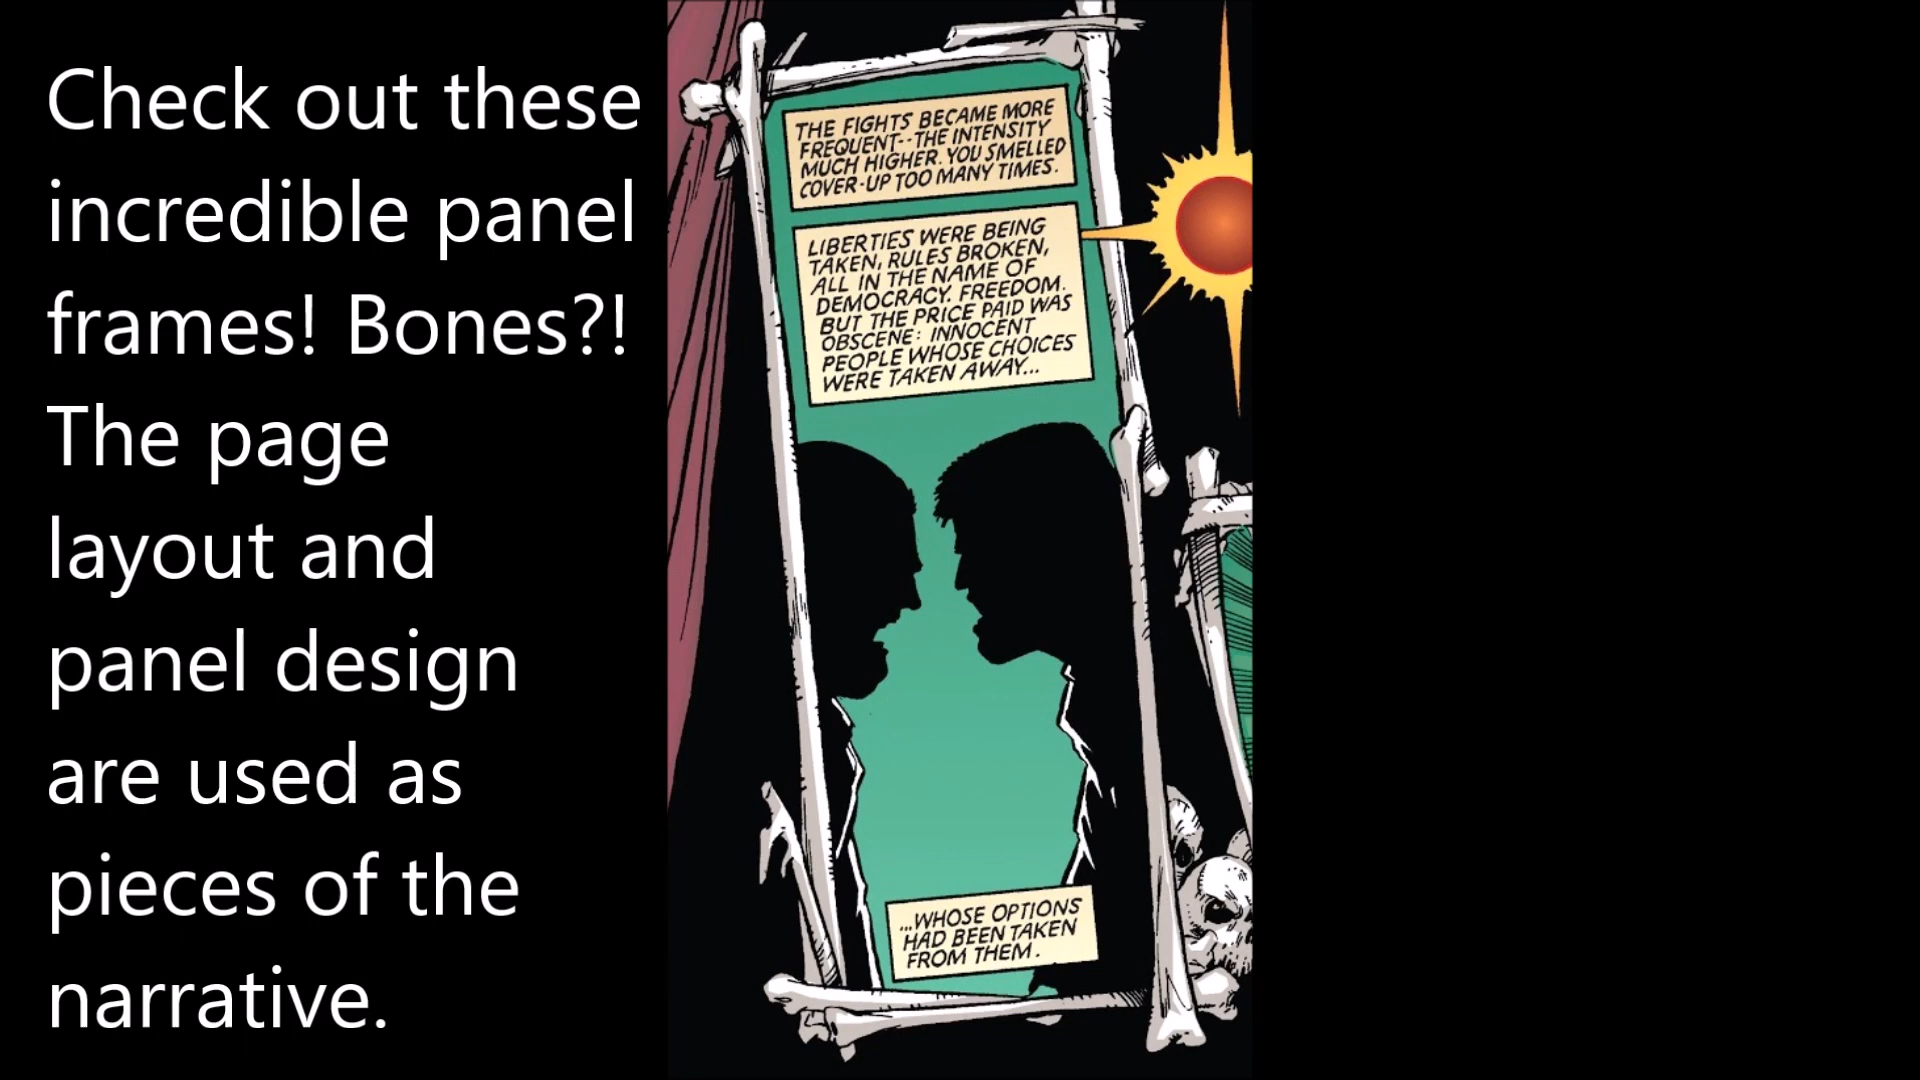 Check out these
incredible panel
frames! Bones?!
The page
layout and
panel design
are used as
pieces of the
narrative.
THE FIGHTS BECAME MORE
FREQUENT--THE INTENSITY
MUCH HIGHER. YOU SMELLED
COVER-UP TOO MANY TIMES.
LIBERTIES WERE BEING
TAKEN, RULES BROKEN,
ALL IN THE NAME OF
DEMOCRACY. FREEDOM.
BUT THE PRICE PAID WAS
OBSCENE: INNOCENT
PEOPLE WHOSE CHOICES
WERE TAKEN AWAY...
...WHOSE OPTIONS
HAD BEEN TAKEN
FROM THEM.